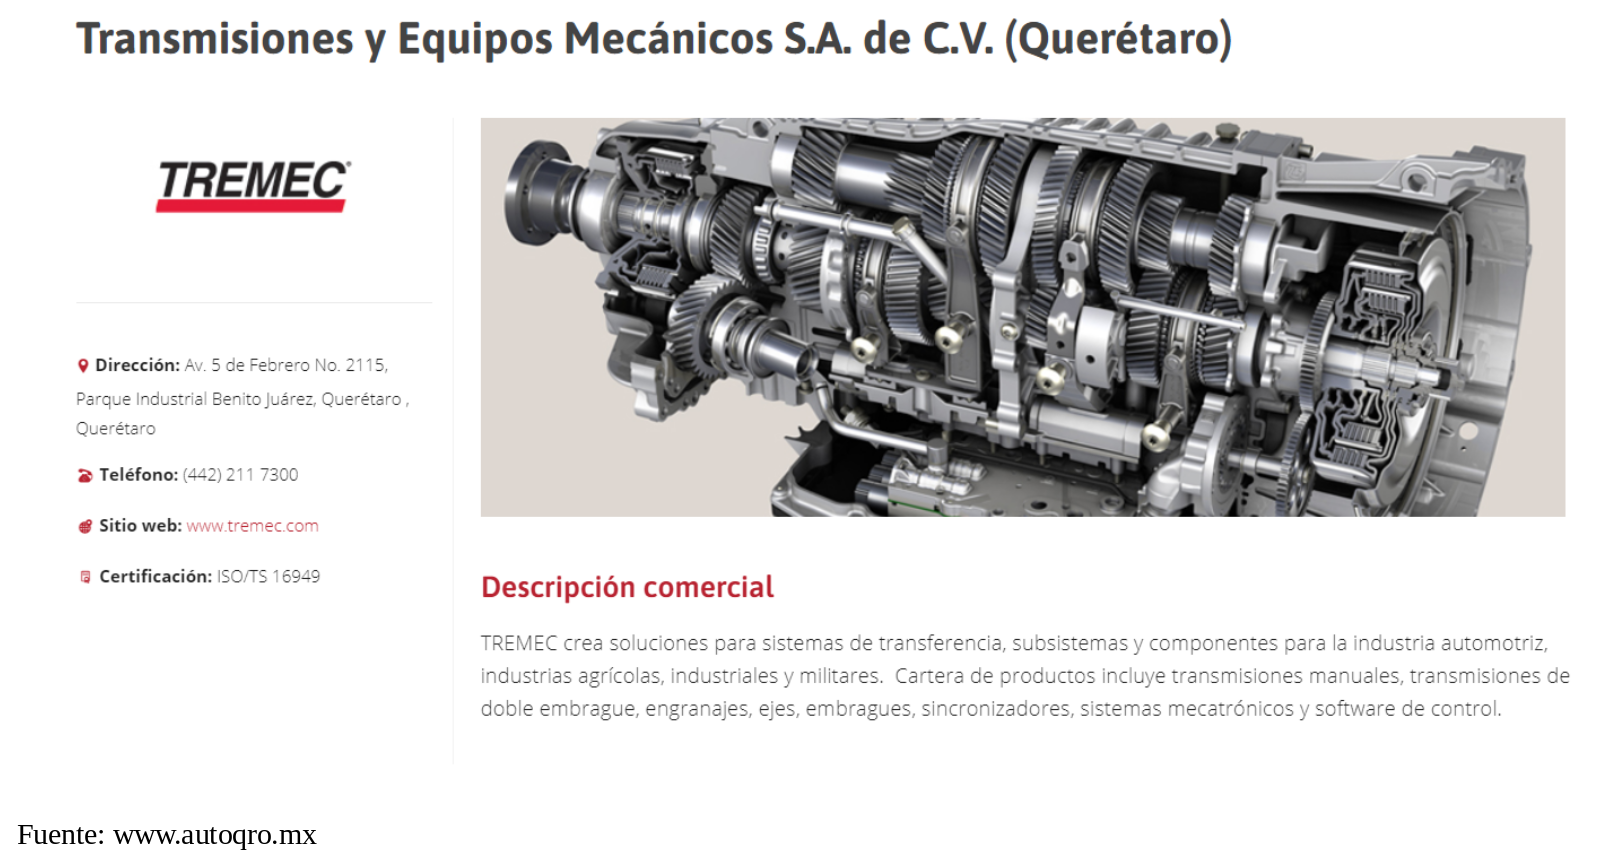 Transmisiones y Equipos Mecánicos S.A. de C.V. (Querétaro)
TREMEC®
Dirección: Av. 5 de Febrero No. 2115,
Parque Industrial Benito Juárez, Querétaro ,
Querétaro
Teléfono: (442) 211 7300
Sitio web: www.tremec.com
Certificación: ISO/TS 16949
Descripción comercial
TREMEC crea soluciones para sistemas de transferencia, subsistemas y componentes para la industria automotriz,
industrias agrícolas, industriales y militares.  Cartera de productos incluye transmisiones manuales, transmisiones de
doble embrague, engranajes, ejes, embragues, sincronizadores, sistemas mecatrónicos y software de control.
Fuente: www.autoqro.mx